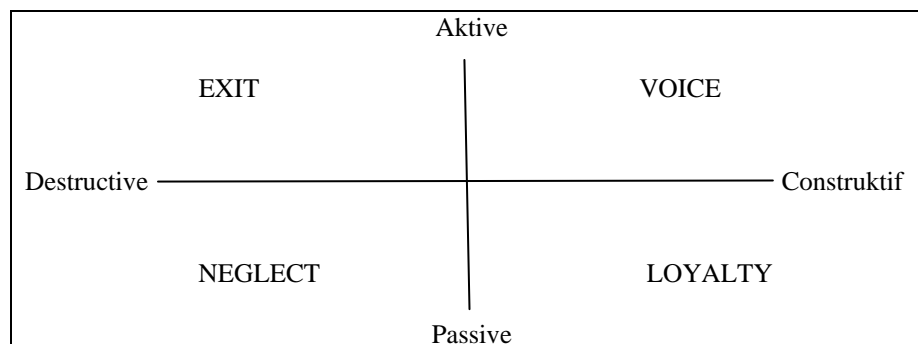 Aktive
EXIT VOICE
Destructive Construktif
NEGLECT LOYALTY
Passive